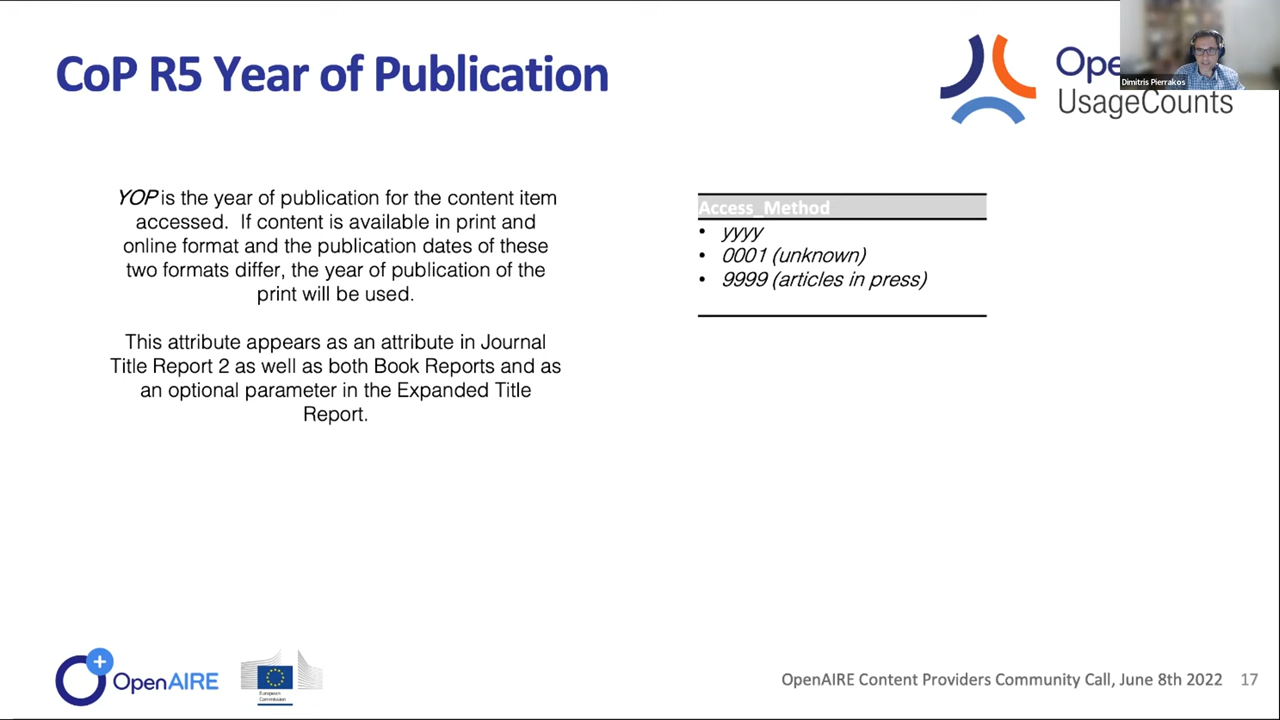 CoP R5 Year of Publication
Ope
UsageCounts
Dimitris Pierrakos
YOP is the year of publication for the content item
accessed.  If content is available in print and
online format and the publication dates of these
two formats differ, the year of publication of the
print will be used.
This attribute appears as an attribute in Journal
Title Report 2 as well as both Book Reports and as
an optional parameter in the Expanded Title
Report.
Access_Method
• yyyy
• 0001 (unknown)
• 9999 (articles in press)
OpenAIRE
European
Commission
OpenAIRE Content Providers Community Call, June 8th 2022 17